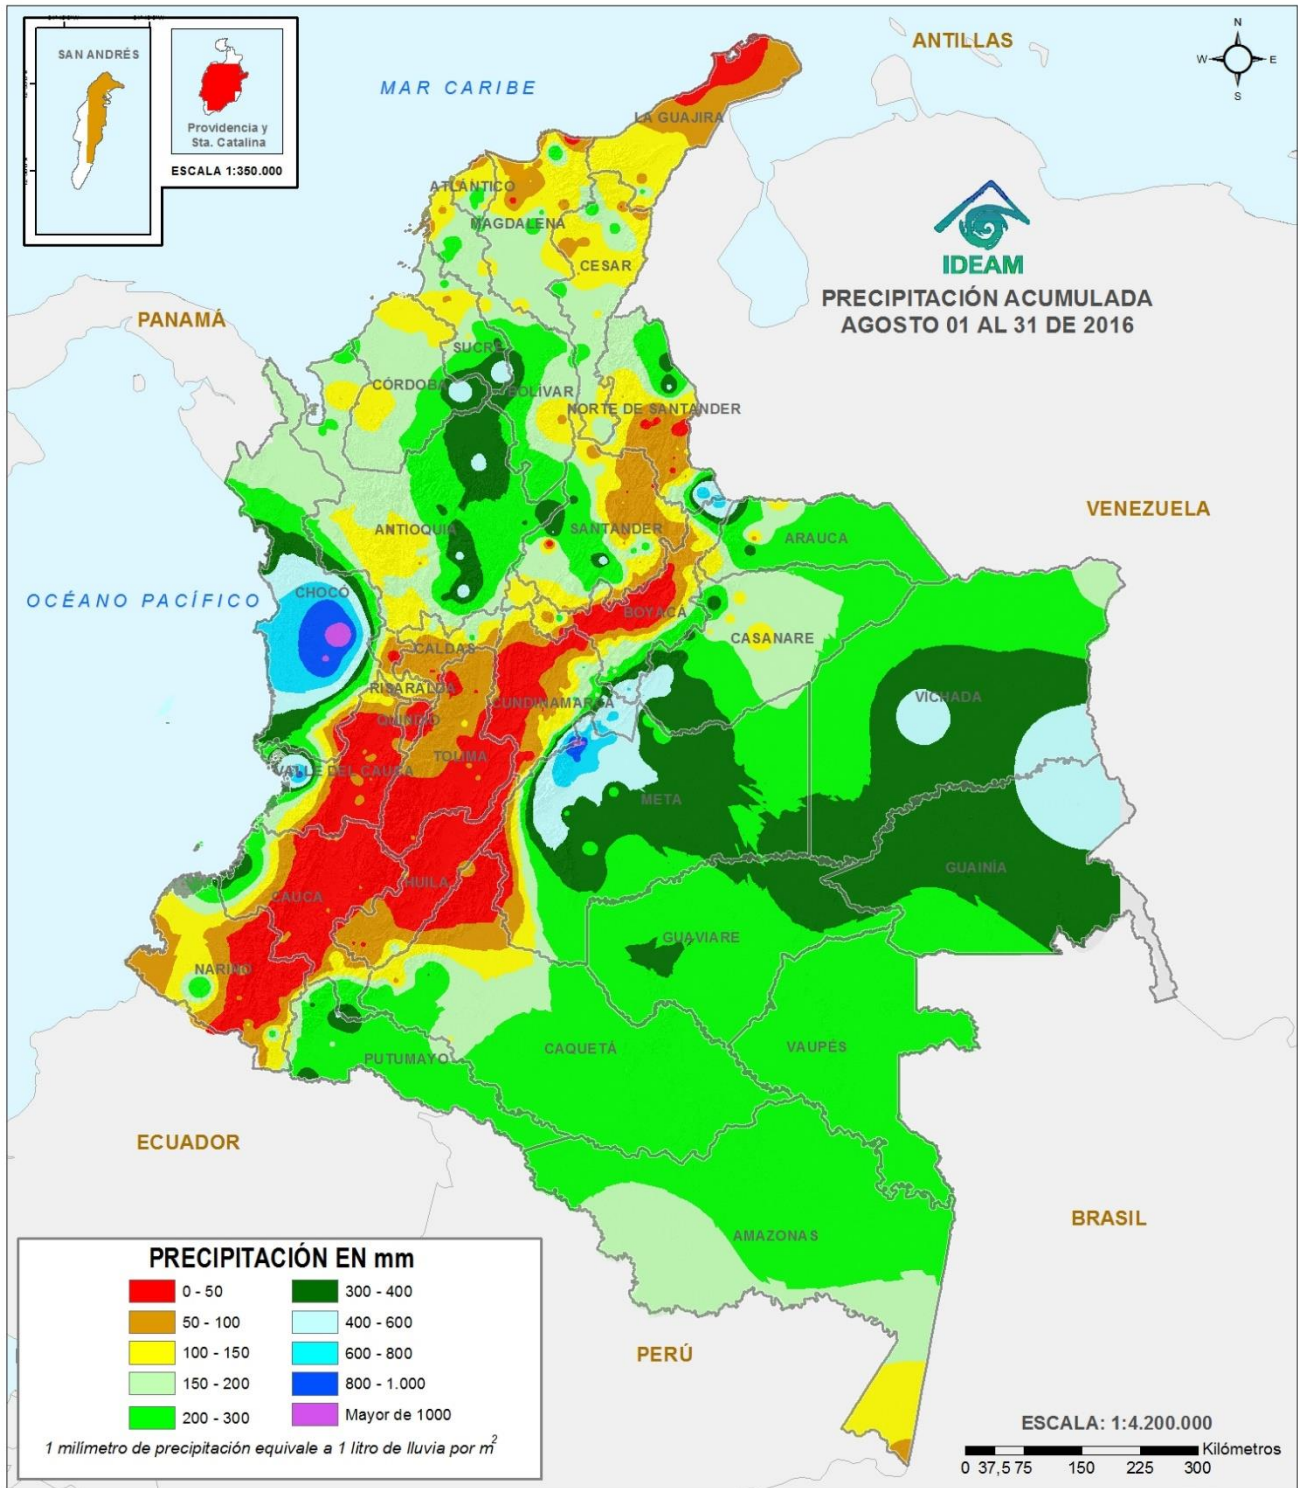 SAN ANDRÉS
Providencia y
Sta. Catalina
ESCALA 1:350.000
MAR CARIBE
ANTILLAS
N
W
E
S
LA GUAJIRA
ATLÁNTICO
MAGDALENA
CESAR
IDEAM
PRECIPITACIÓN ACUMULADA
AGOSTO 01 AL 31 DE 2016
PANAMÁ
SUCRE
CÓRDOBA
BOLÍVAR
NORTE DE SANTANDER
VENEZUELA
ANTIOQUIA
SANTANDER
ARAUCA
OCÉANO PACÍFICO
CHOCÓ
BOYACÁ
CASANARE
CALDAS
RISARALDA
CUNDINAMARCA
VICHADA
QUINDÍO
TOLIMA
VALLE DEL CAUCA
META
GUAINÍA
HUILA
CAUCA
GUAVIARE
NARIÑO
CAQUETÁ
VAUPÉS
PUTUMAYO
ECUADOR
BRASIL
AMAZONAS
PERÚ
PRECIPITACIÓN EN mm
0 - 50
300 - 400
50 - 100
400 - 600
100 - 150
600 - 800
150 - 200
800 - 1.000
200 - 300
Mayor de 1000
1 milímetro de precipitación equivale a 1 litro de lluvia por m²
ESCALA: 1:4.200.000
Kilómetros
0 37,5 75 150 225 300